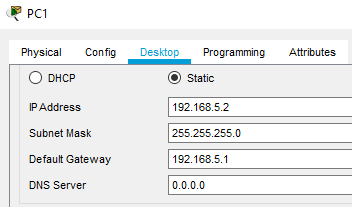 PC1
Physical Config Desktop Programming Attributes
DHCP Static
IP Address 192.168.5.2
Subnet Mask 255.255.255.0
Default Gateway 192.168.5.1
DNS Server 0.0.0.0